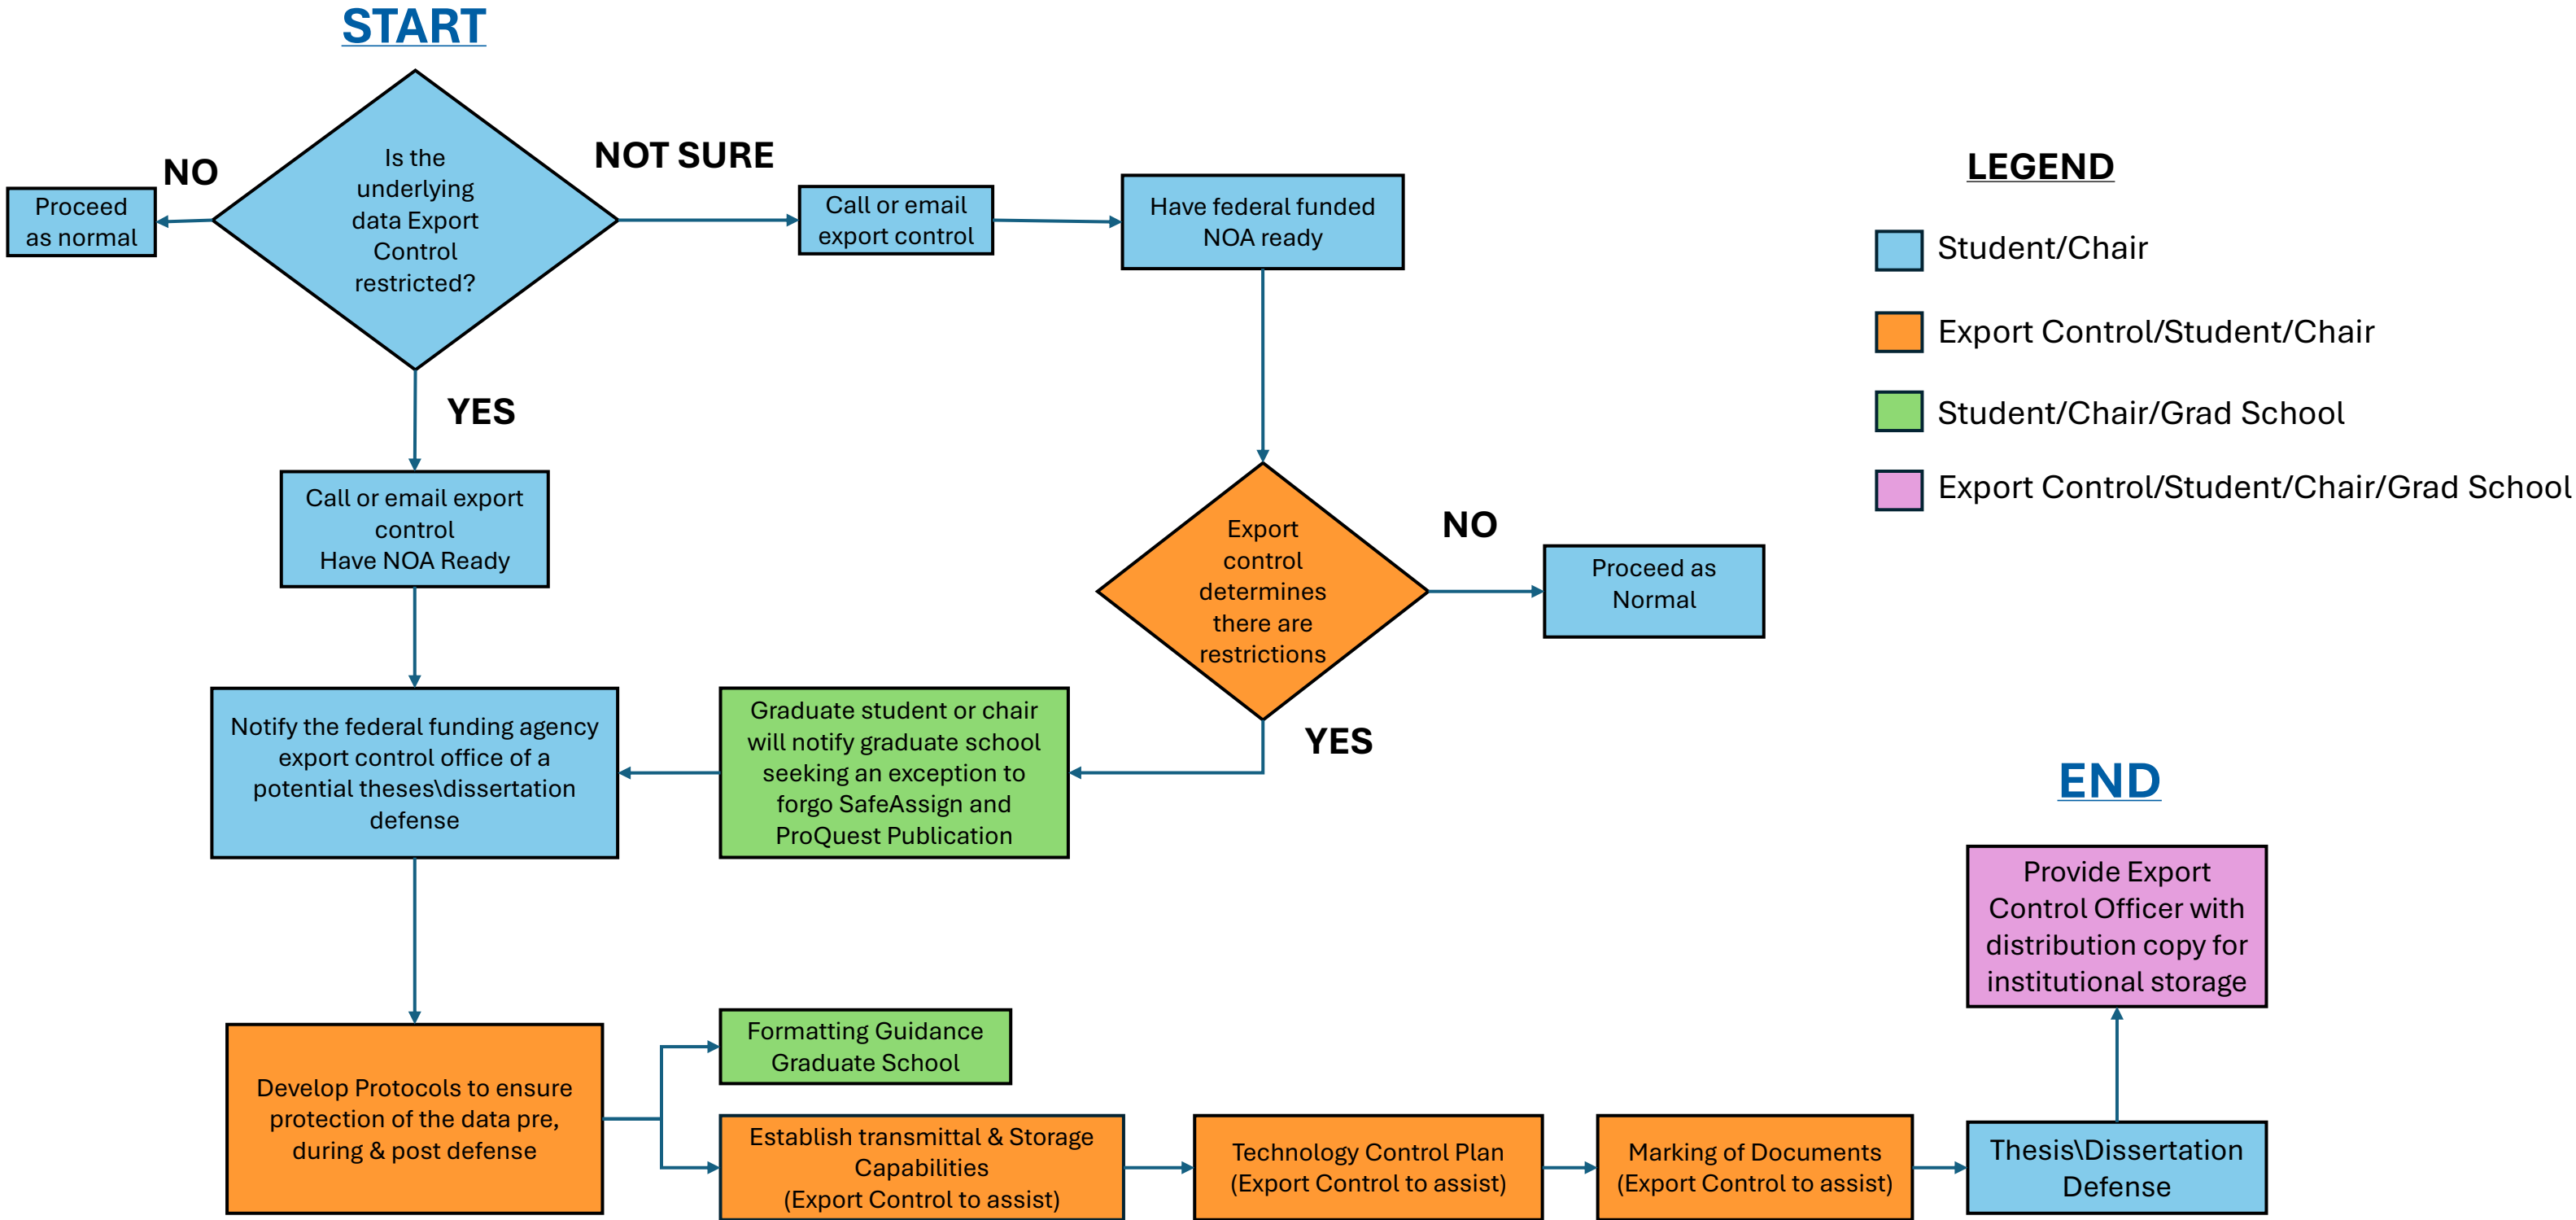 START
Is the
underlying
data Export
Control
restricted?
NO
Proceed
as normal
NOT SURE
Call or email
export control
Have federal funded
NOA ready
LEGEND
Student/Chair
Export Control/Student/Chair
Student/Chair/Grad School
Export Control/Student/Chair/Grad School
YES
Call or email export
control
Have NOA Ready
Export
control
determines
there are
restrictions
NO
Proceed as
Normal
YES
Graduate student or chair
will notify graduate school
seeking an exception to
forgo SafeAssign and
ProQuest Publication
Notify the federal funding agency
export control office of a
potential theses\dissertation
defense
Develop Protocols to ensure
protection of the data pre,
during & post defense
Formatting Guidance
Graduate School
Establish transmittal & Storage
Capabilities
(Export Control to assist)
Technology Control Plan
(Export Control to assist)
Marking of Documents
(Export Control to assist)
Thesis\Dissertation
Defense
END
Provide Export
Control Officer with
distribution copy for
institutional storage